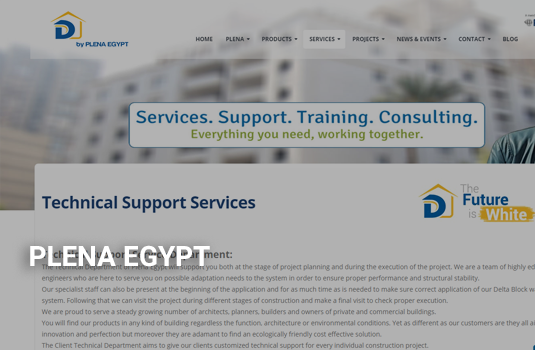 by PLENA EGYPT
HOME PLENA PRODUCTS SERVICES PROJECTS NEWS & EVENTS CONTACT BLOG
Services. Support. Training. Consulting.
Everything you need, working together.
Technical Support Services
The
Future
is White
PLENA EGYPT
The Technical Department of Plena Egypt will support you both at the stage of project planning and during the execution of the project. We are a team of highly
engineers who are here to serve you on possible adaptation needs to the system in order to ensure proper performance and structural stability.
Our specialist staff can also be present at the beginning of the application and for as much time as is needed to make sure correct application of our Delta Block
system. Following that we can visit the project during different stages of construction and make a final visit to check proper execution.
We are proud to serve a steady growing number of architects, planners, builders and owners of private and commercial buildings.
You will find our products in any kind of building regardless the function, architecture or environmental conditions. Yet as different as our customers are they all
innovation and perfection but moreover they are adamant to find an ecologically friendly cost effective solution.
The Client Technical Department aims to give our clients customized technical support for every individual construction project.